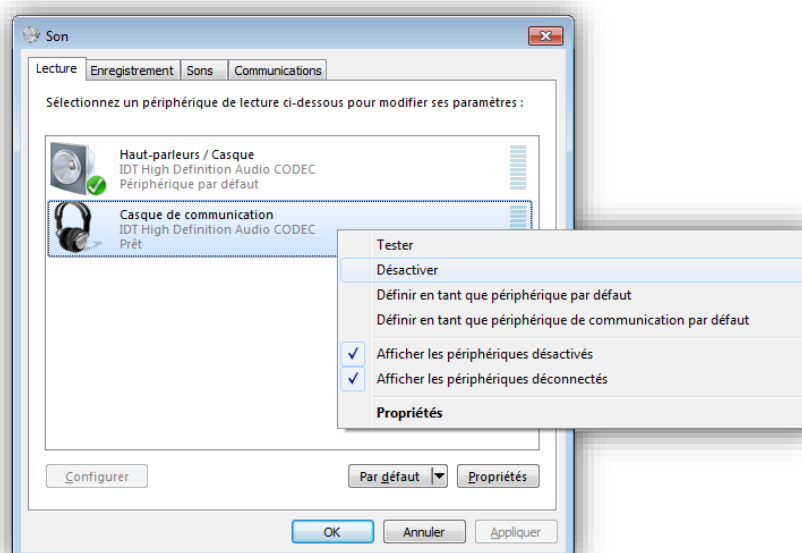 Son
Lecture Enregistrement Sons Communications
Sélectionnez un périphérique de lecture ci-dessous pour modifier ses paramètres :
Haut-parleurs / Casque
IDT High Definition Audio CODEC
Périphérique par défaut
Casque de communication
IDT High Definition Audio CODEC
Prêt
Tester
Désactiver
Définir en tant que périphérique par défaut
Définir en tant que périphérique de communication par défaut
Afficher les périphériques désactivés
Afficher les périphériques déconnectés
Propriétés
Configurer Par défaut Propriétés
OK Annuler Appliquer